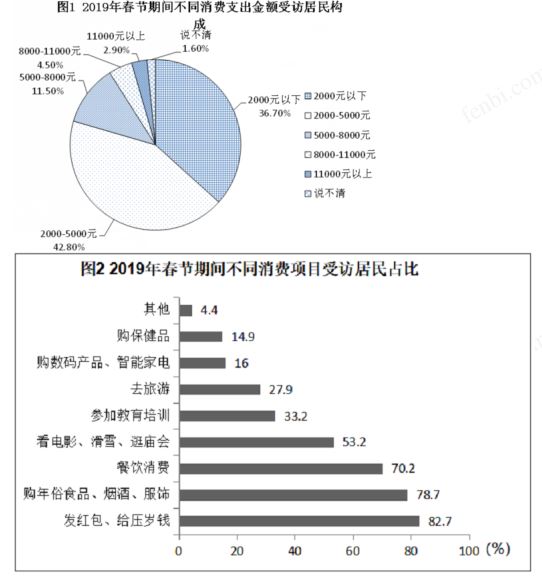 图1 2019年春节期间不同消费支出金额受访居民构
成
11000元以上
2.90%
说不清
1.60%
8000-11000元
4.50%
5000-8000元
11.50%
2000元以下
36.70%
2000-5000元
42.80%
2000元以下
2000-5000元
5000-8000元
8000-11000元
11000元以上
说不清
fenbi.com
图2 2019年春节期间不同消费项目受访居民占比
其他 4.4
购保健品 14.9
购数码产品、智能家电 16
去旅游 27.9
参加教育培训 33.2
看电影、滑雪、逛庙会 53.2
餐饮消费 70.2
购年俗食品、烟酒、服饰 78.7
发红包、给压岁钱 82.7
0 20 40 60 80 100 (%)